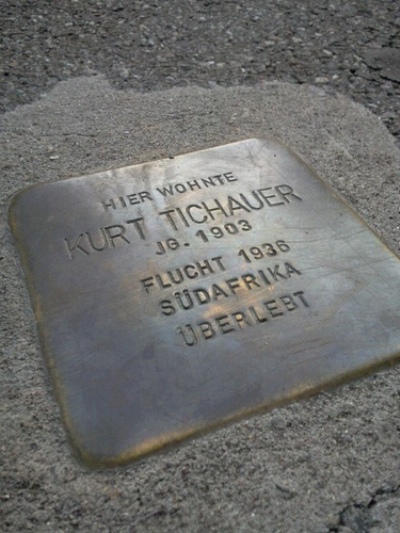 HIER WOHNTE
KURT TICHAUER
JG. 1903
FLUCHT 1936
SÜDAFRIKA
ÜBERLEBT